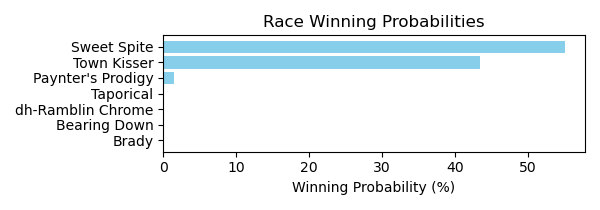 Race Winning Probabilities
Sweet Spite
Town Kisser
Paynter's Prodigy
Taporical
dh-Ramblin Chrome
Bearing Down
Brady
0 10 20 30 40 50
Winning Probability (%)